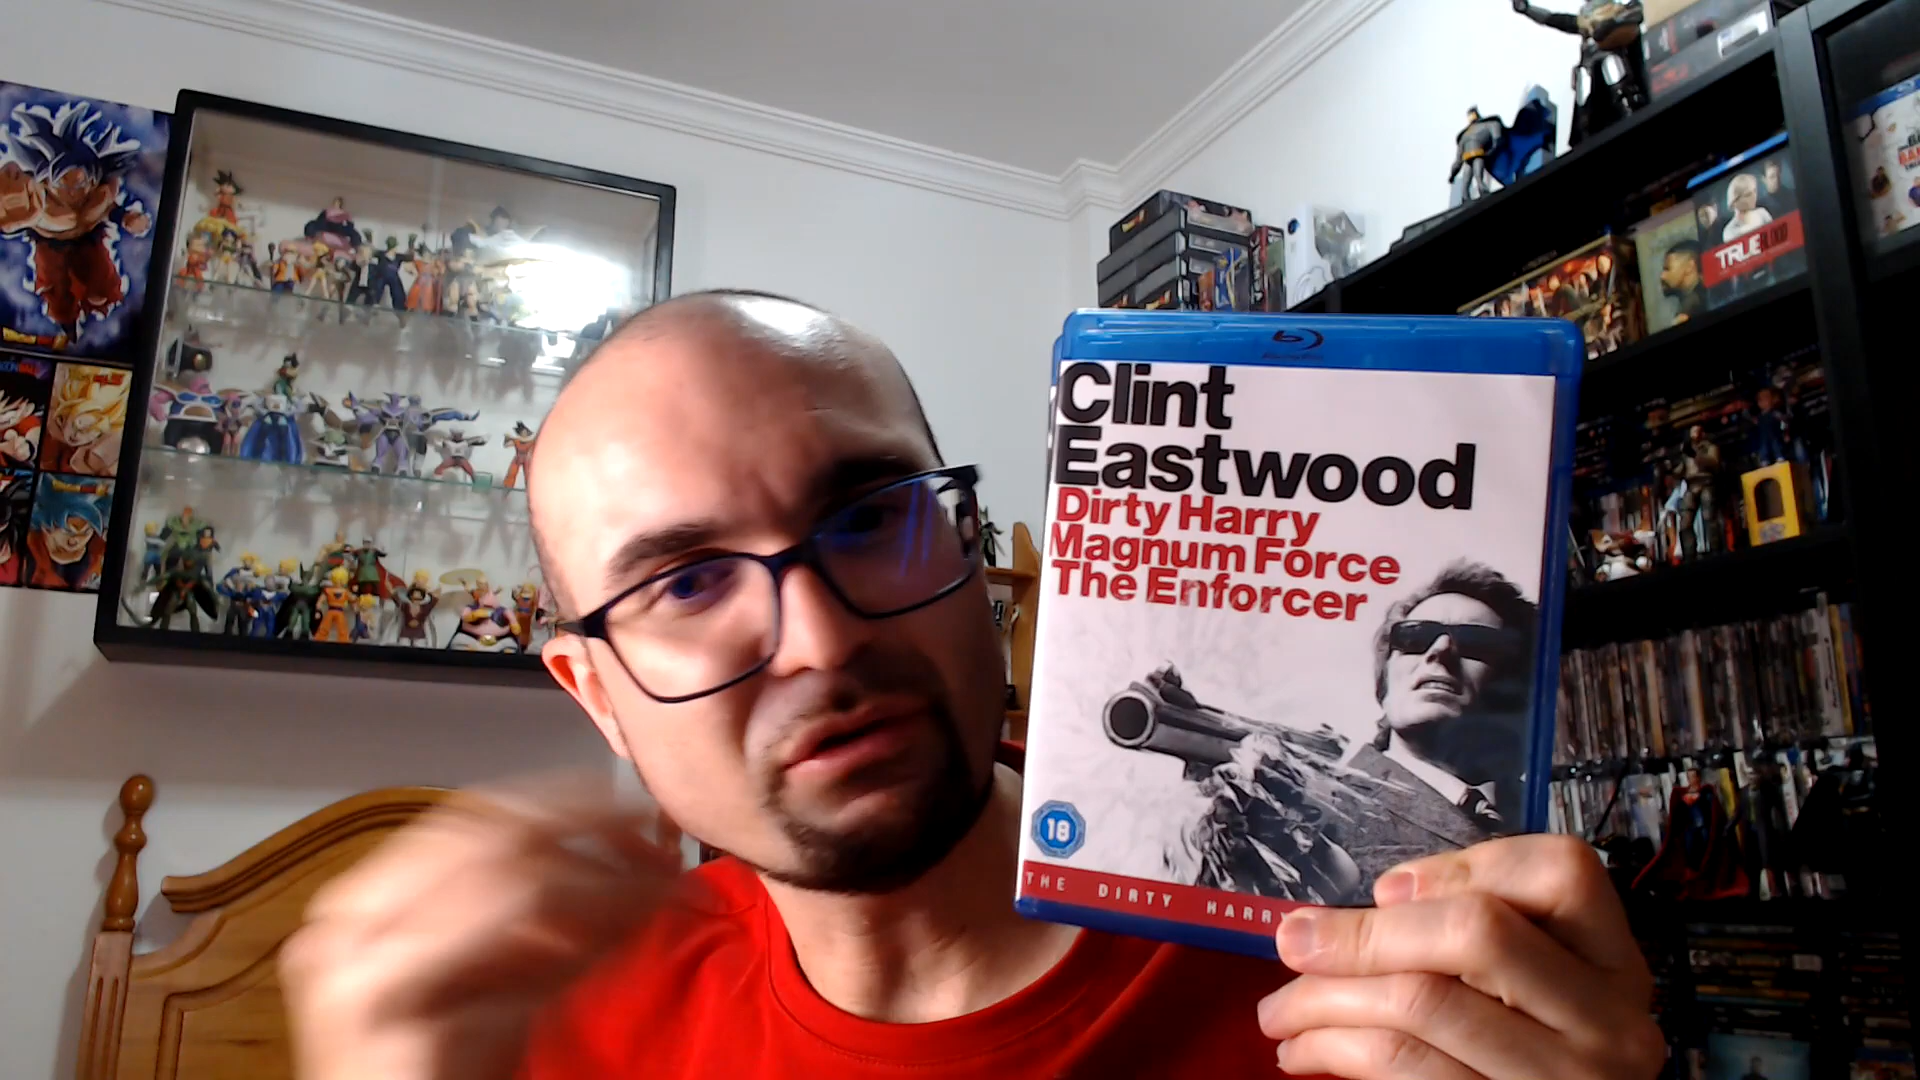 Clint
Eastwood
Dirty Harry
Magnum Force
The Enforcer
18
THE DIRTY HARRY
TRUE BLOOD